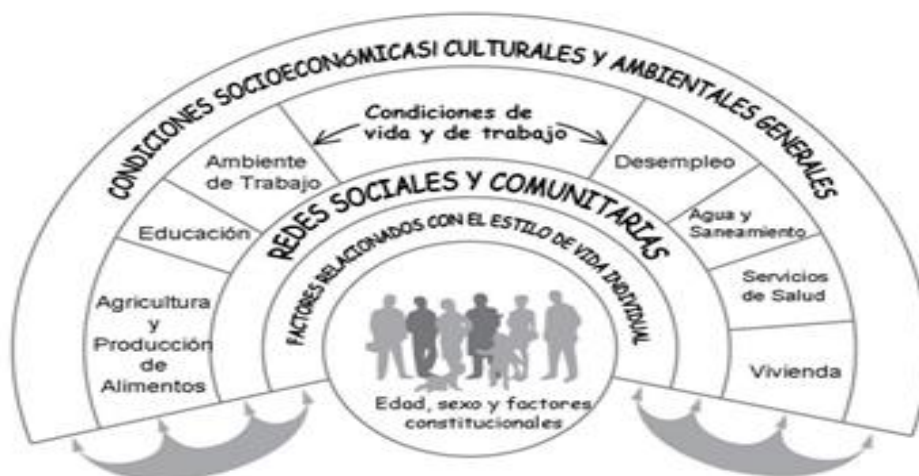 CONDICIONES SOCIOECONÓMICAS| CULTURALES Y AMBIENTALES GENERALES
Condiciones de
vida y de trabajo
Ambiente
de Trabajo
Desempleo
Educación
Agua y
Saneamiento
Agricultura
y
Producción
de
Alimentos
Servicios
de Salud
Vivienda
REDES SOCIALES Y COMUNITARIAS
FACTORES RELACIONADOS CON EL ESTILO DE VIDA INDIVIDUAL
Edad, sexo y factores
constitucionales